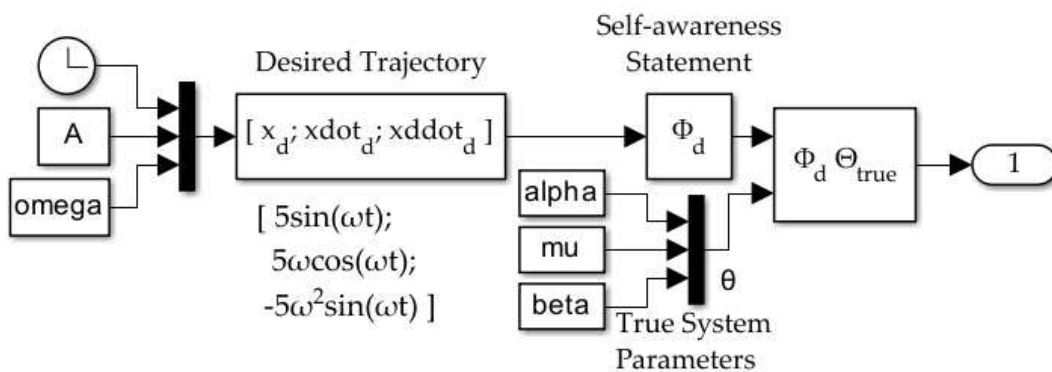 Self-awareness
Statement
Desired Trajectory
A
omega
[ x_d; xdot_d; xddot_d ]
Φ_d
Φ_d Θ_true
1
[ 5sin(ωt);
5ωcos(ωt);
-5ω²sin(ωt) ]
alpha
mu
beta
θ
True System
Parameters